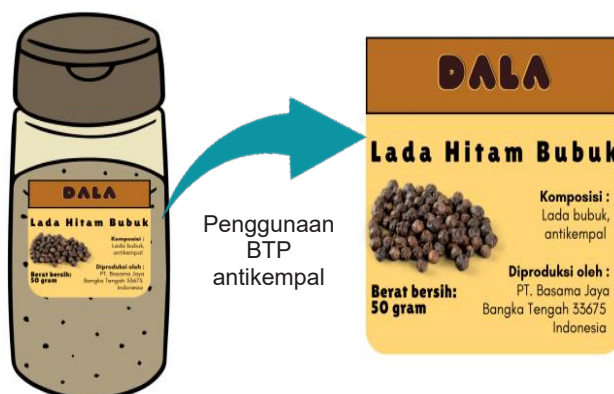 DALA
Lada Hitam Bubuk
Komposisi :
Lada bubuk,
antikempal
Diproduksi oleh :
PT. Basama Jaya
Bangka Tengah 33675
Indonesia
Berat bersih:
50 gram
Penggunaan
BTP
antikempal
DALA
Lada Hitam Bubuk
Komposisi :
Lada bubuk,
antikempal
Diproduksi oleh :
PT. Basama Jaya
Bangka Tengah 33675
Indonesia
Berat bersih:
50 gram